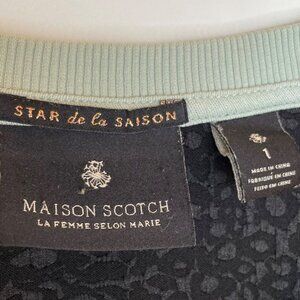 STAR de la SAISON
MAISON SCOTCH
LA FEMME SELON MARIE
1
MADE IN CHINA
FABRIQUÉ EN CHINE
FEITO EM CHINE